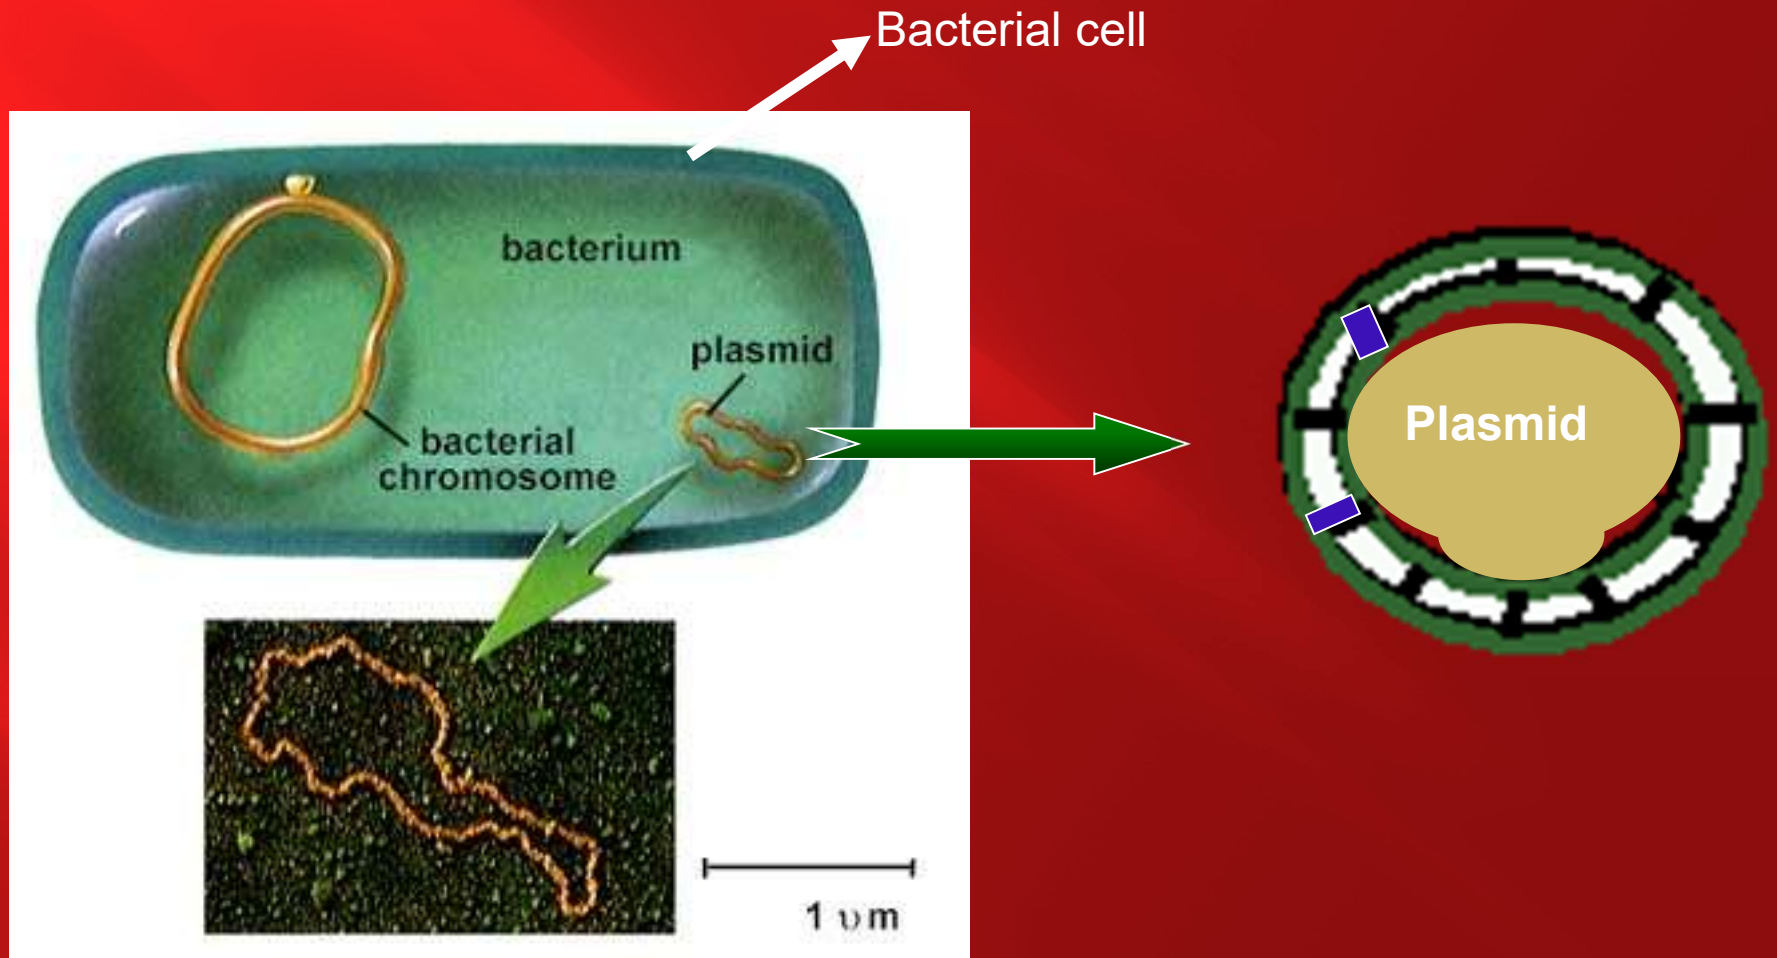 Bacterial cell
bacterium
plasmid
bacterial
chromosome
Plasmid
1 υm